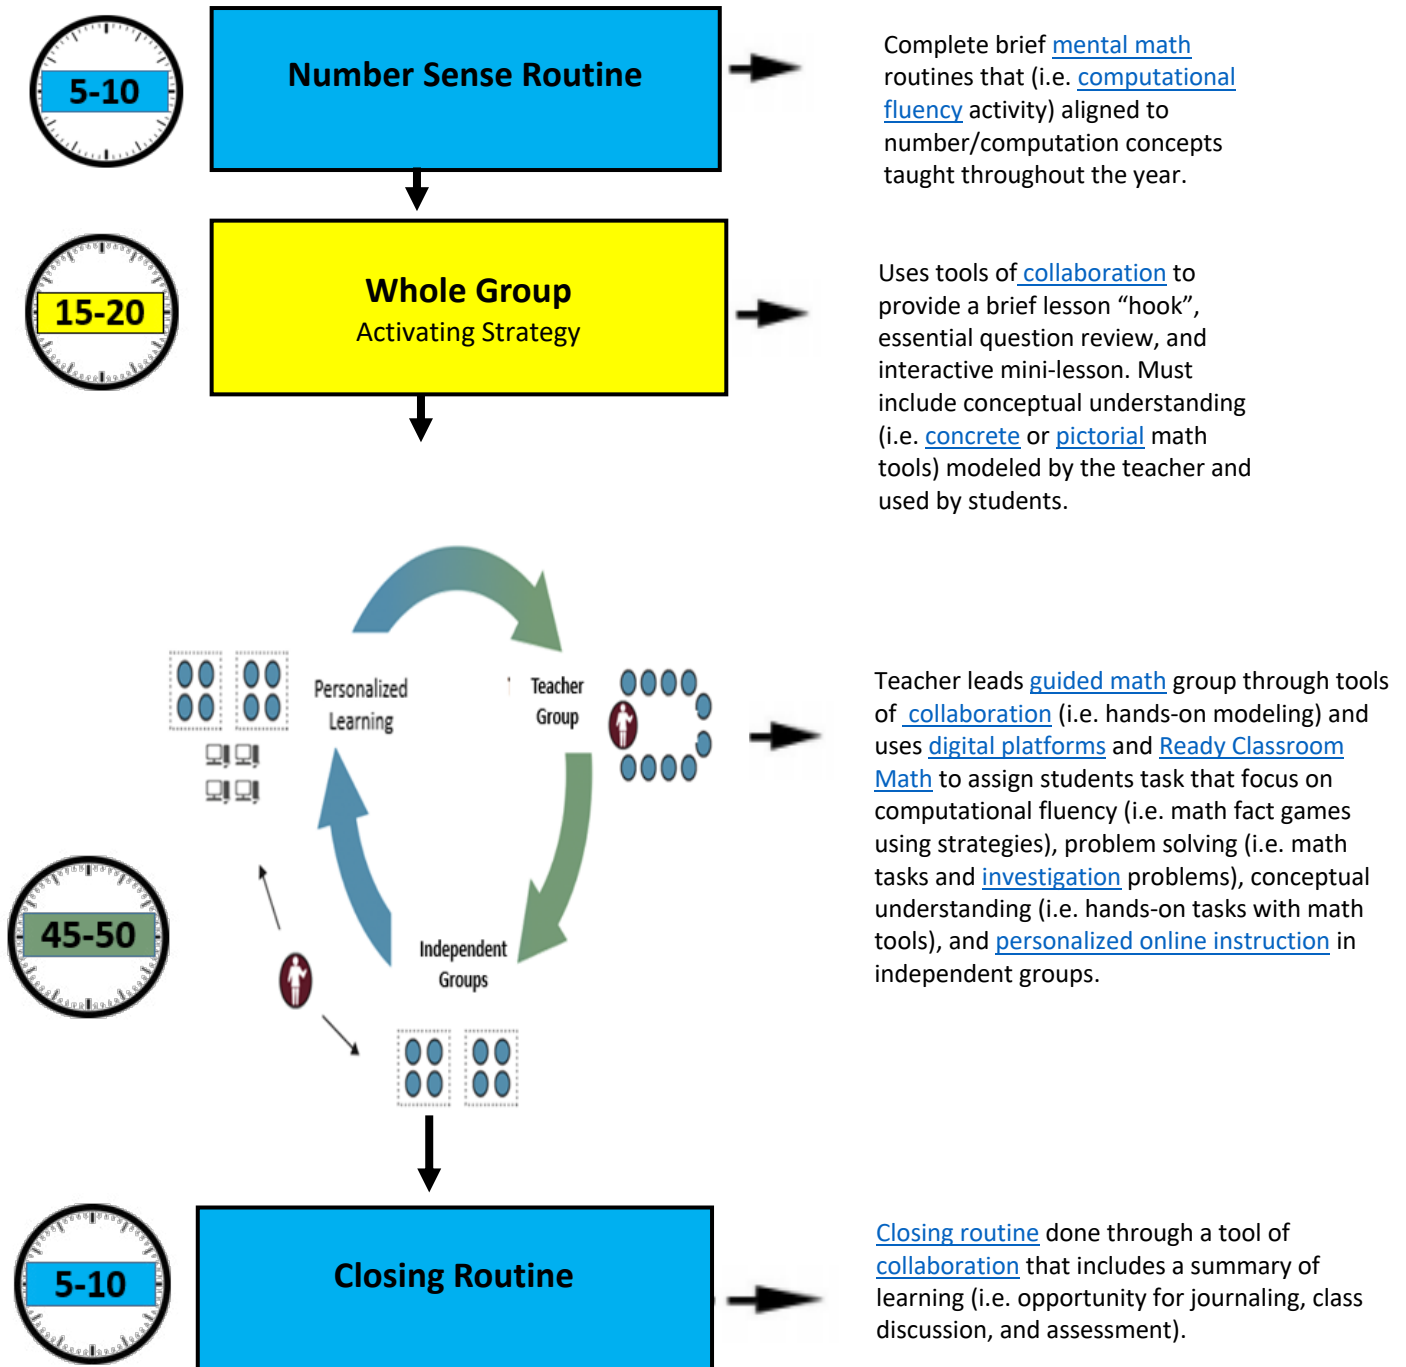 5-10
Number Sense Routine
Complete brief mental math
routines that (i.e. computational
fluency activity) aligned to
number/computation concepts
taught throughout the year.
15-20
Whole Group
Activating Strategy
Uses tools of collaboration to
provide a brief lesson “hook”,
essential question review, and
interactive mini-lesson. Must
include conceptual understanding
(i.e. concrete or pictorial math
tools) modeled by the teacher and
used by students.
45-50
Personalized
Learning
Teacher
Group
Independent
Groups
Teacher leads guided math group through tools
of collaboration (i.e. hands-on modeling) and
uses digital platforms and Ready Classroom
Math to assign students task that focus on
computational fluency (i.e. math fact games
using strategies), problem solving (i.e. math
tasks and investigation problems), conceptual
understanding (i.e. hands-on tasks with math
tools), and personalized online instruction in
independent groups.
5-10
Closing Routine
Closing routine done through a tool of
collaboration that includes a summary of
learning (i.e. opportunity for journaling, class
discussion, and assessment).